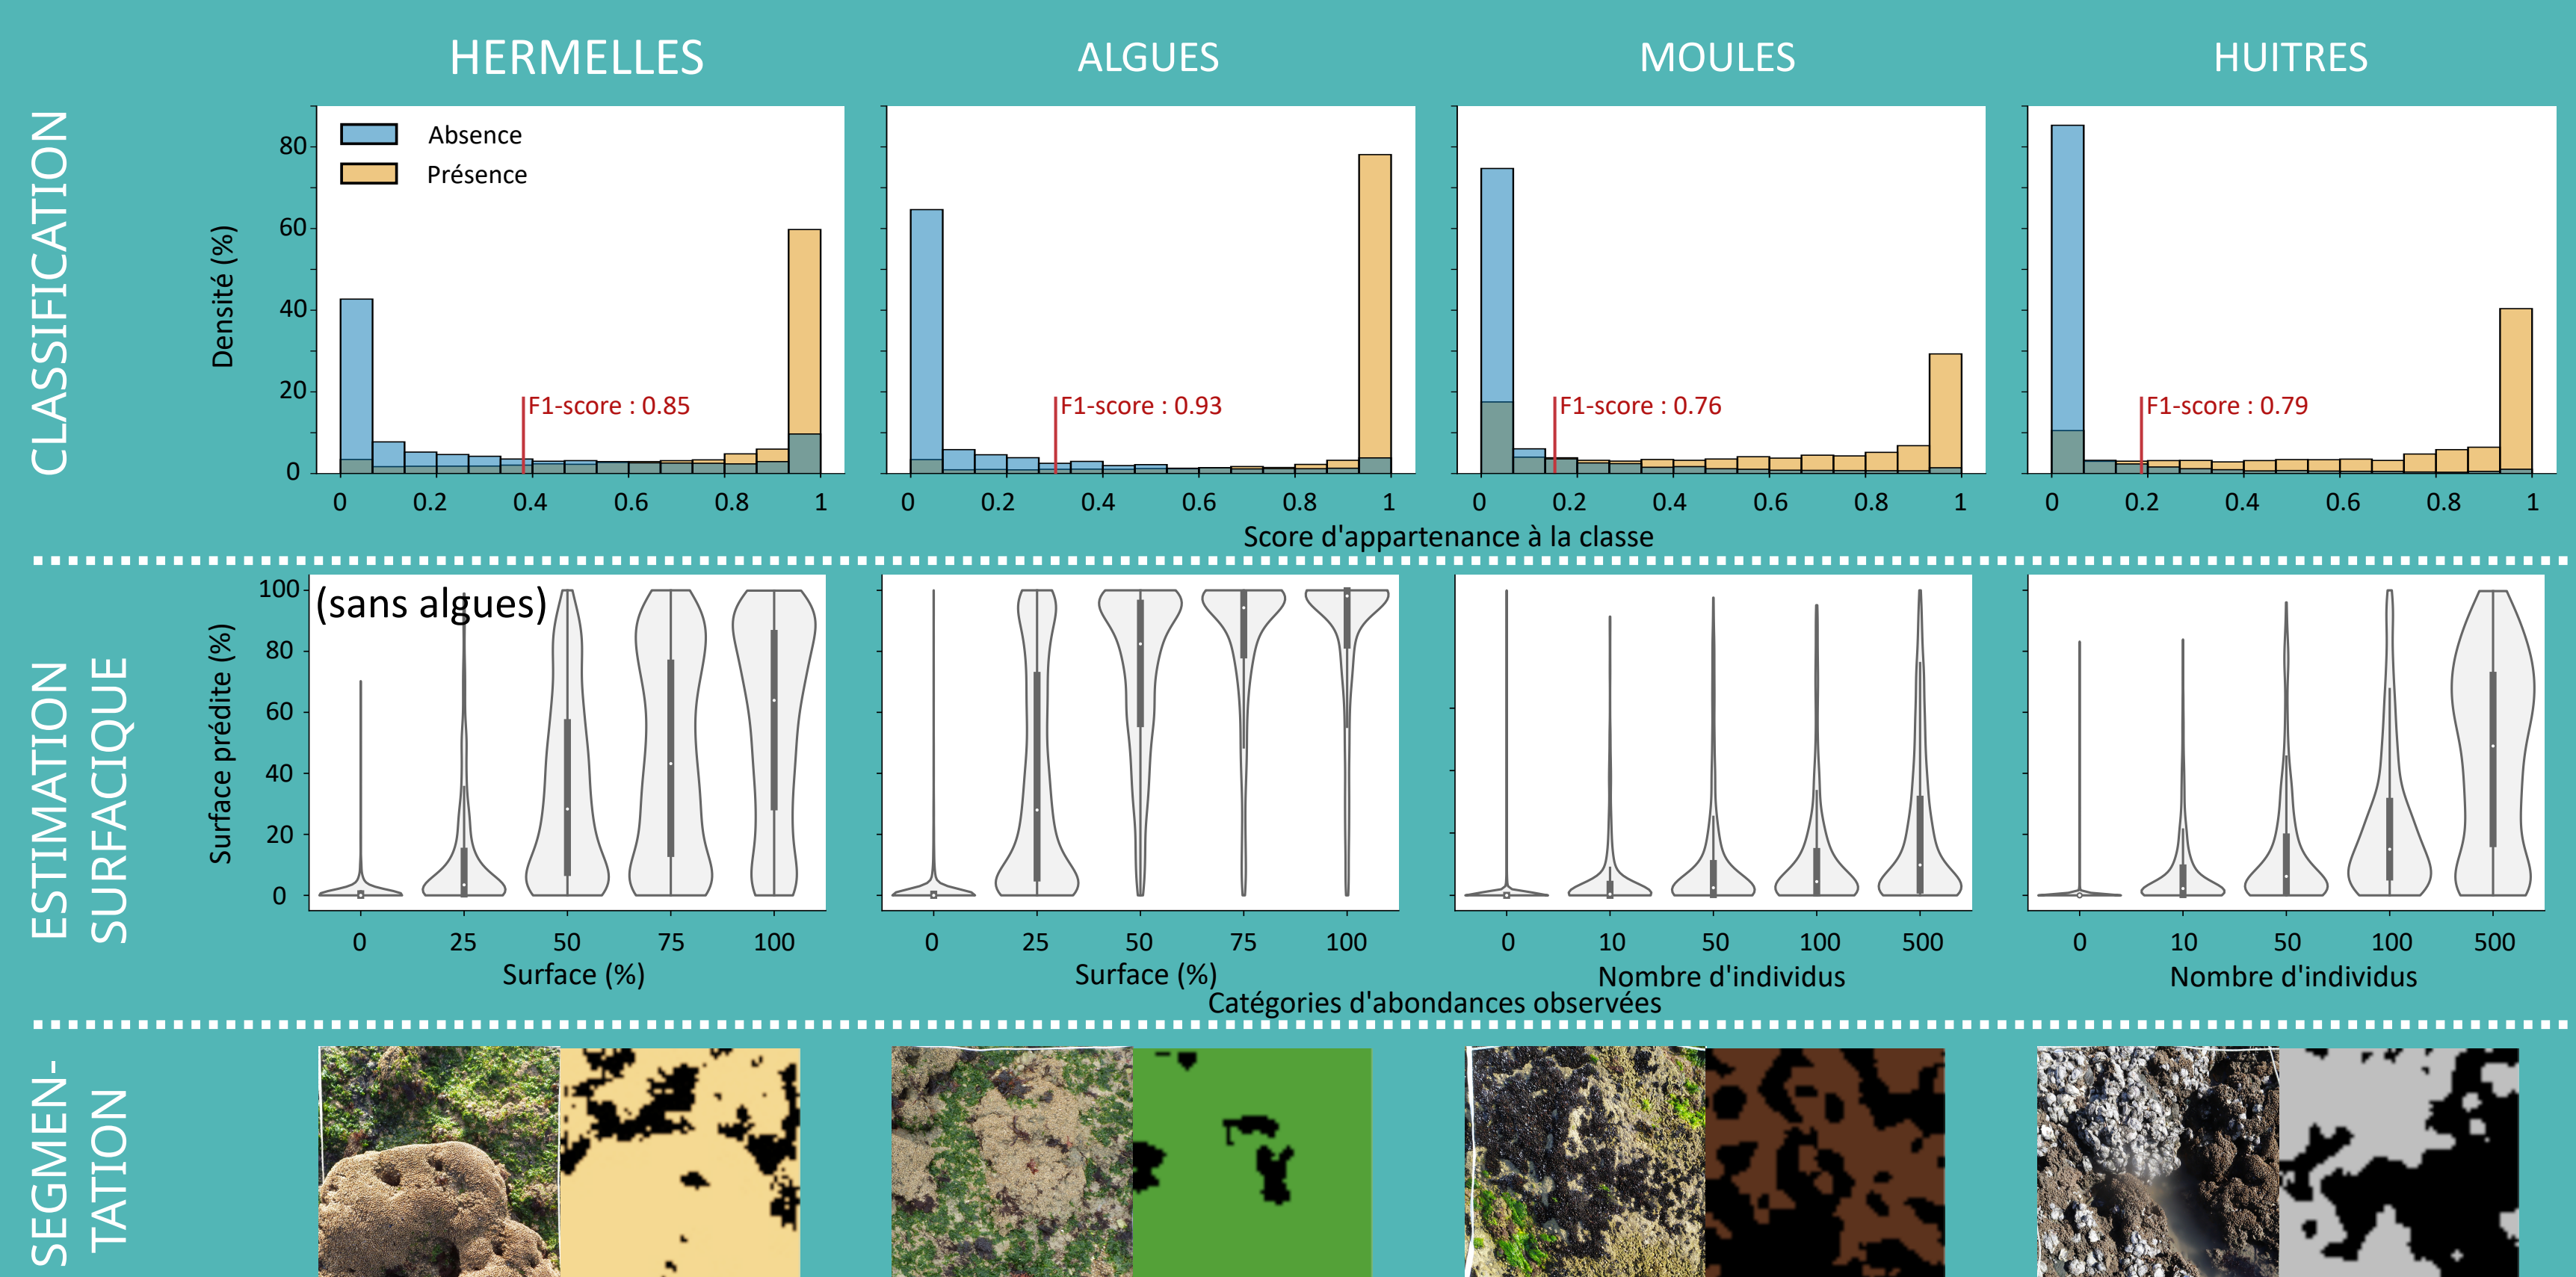 HERMELLES
ALGUES
MOULES
HUITRES
CLASSIFICATION
Densité (%)
80
60
40
20
0
Absence
Présence
F1-score : 0.85
F1-score : 0.93
F1-score : 0.76
F1-score : 0.79
0 0.2 0.4 0.6 0.8 1
0 0.2 0.4 0.6 0.8 1
0 0.2 0.4 0.6 0.8 1
0 0.2 0.4 0.6 0.8 1
Score d'appartenance à la classe
ESTIMATION
SURFACIQUE
Surface prédite (%)
100
80
60
40
20
0
(sans algues)
0 25 50 75 100
0 25 50 75 100
0 10 50 100 500
0 10 50 100 500
Surface (%)
Surface (%)
Nombre d'individus
Nombre d'individus
Catégories d'abondances observées
SEGMEN-
TATION